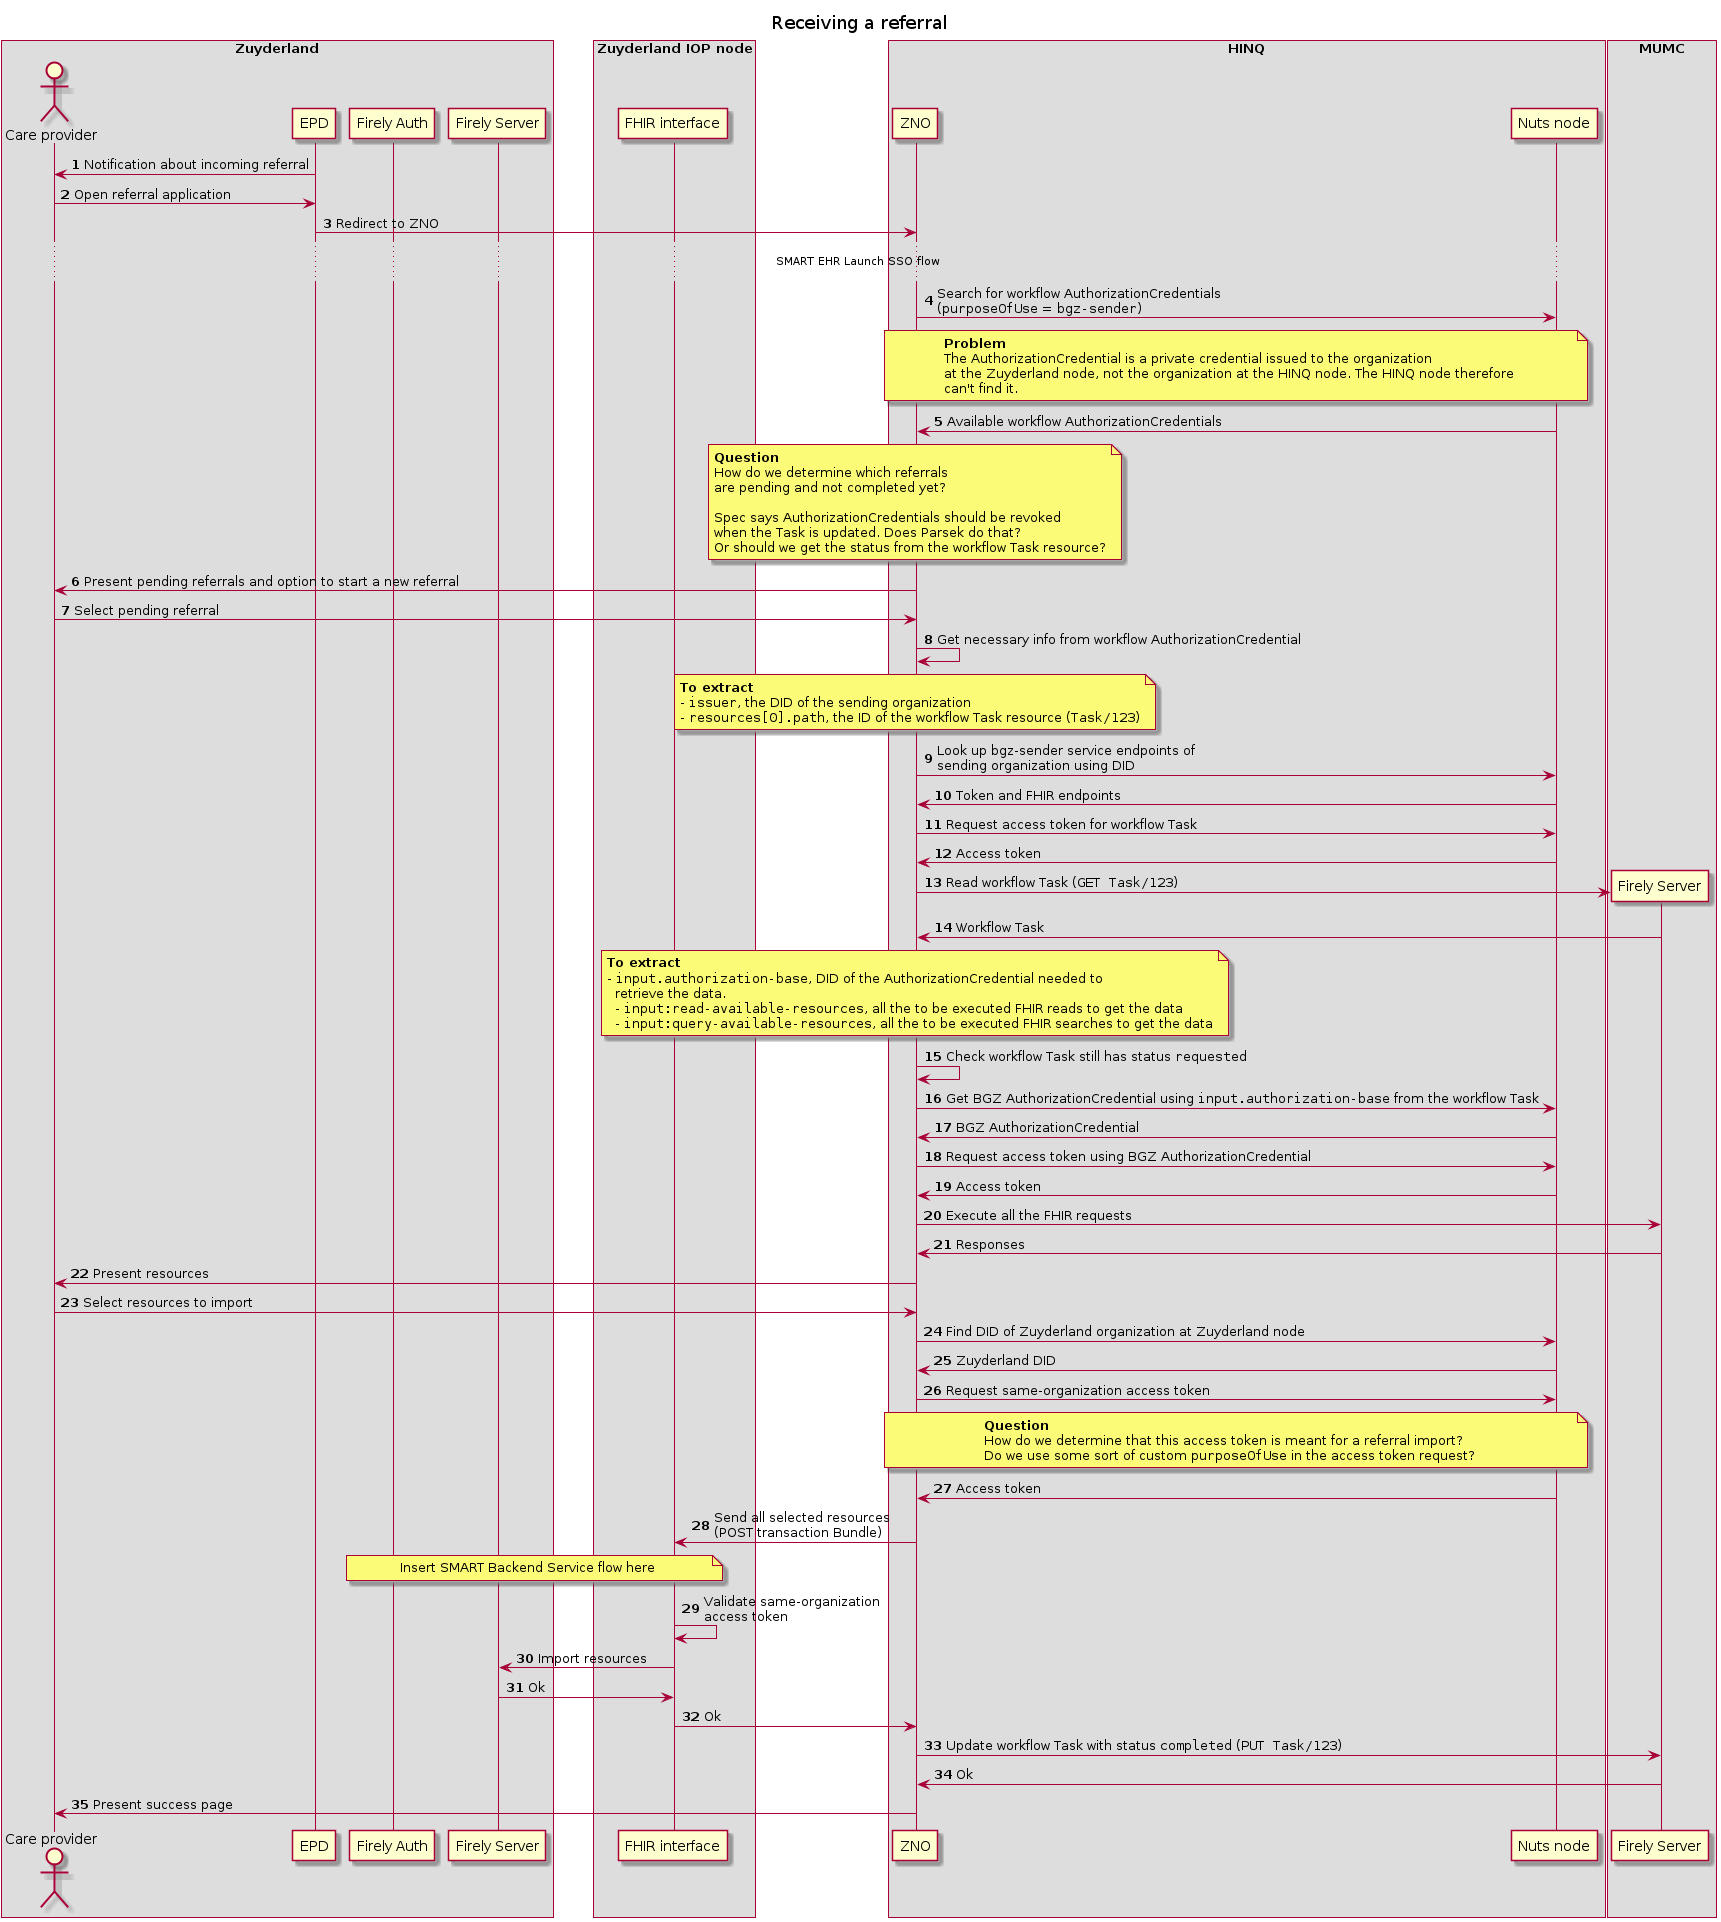 Receiving a referral
Zuyderland
Zuyderland IOP node
HINQ
MUMC
Care provider
EPD
Firely Auth
Firely Server
FHIR interface
ZNO
Nuts node
1 Notification about incoming referral
2 Open referral application
3 Redirect to ZNO
SMART EHR Launch SSO flow
4 Search for workflow AuthorizationCredentials
(purposeOfUse = bgz-sender)
Problem
The AuthorizationCredential is a private credential issued to the organization
at the Zuyderland node, not the organization at the HINQ node. The HINQ node therefore
can't find it.
5 Available workflow AuthorizationCredentials
Question
How do we determine which referrals
are pending and not completed yet?
Spec says AuthorizationCredentials should be revoked
when the Task is updated. Does Parsek do that?
Or should we get the status from the workflow Task resource?
6 Present pending referrals and option to start a new referral
7 Select pending referral
8 Get necessary info from workflow AuthorizationCredential
To extract
- issuer, the DID of the sending organization
- resources[0].path, the ID of the workflow Task resource (Task/123)
9 Look up bgz-sender service endpoints of
sending organization using DID
10 Token and FHIR endpoints
11 Request access token for workflow Task
12 Access token
13 Read workflow Task (GET Task/123)
Firely Server
14 Workflow Task
To extract
- input.authorization-base, DID of the AuthorizationCredential needed to
retrieve the data.
- input:read-available-resources, all the to be executed FHIR reads to get the data
- input:query-available-resources, all the to be executed FHIR searches to get the data
15 Check workflow Task still has status requested
16 Get BGZ AuthorizationCredential using input.authorization-base from the workflow Task
17 BGZ AuthorizationCredential
18 Request access token using BGZ AuthorizationCredential
19 Access token
20 Execute all the FHIR requests
21 Responses
22 Present resources
23 Select resources to import
24 Find DID of Zuyderland organization at Zuyderland node
25 Zuyderland DID
26 Request same-organization access token
Question
How do we determine that this access token is meant for a referral import?
Do we use some sort of custom purposeOfUse in the access token request?
27 Access token
28 Send all selected resources
(POST transaction Bundle)
Insert SMART Backend Service flow here
29 Validate same-organization
access token
30 Import resources
31 Ok
32 Ok
33 Update workflow Task with status completed (PUT Task/123)
34 Ok
35 Present success page
Care provider
EPD
Firely Auth
Firely Server
FHIR interface
ZNO
Nuts node
Firely Server